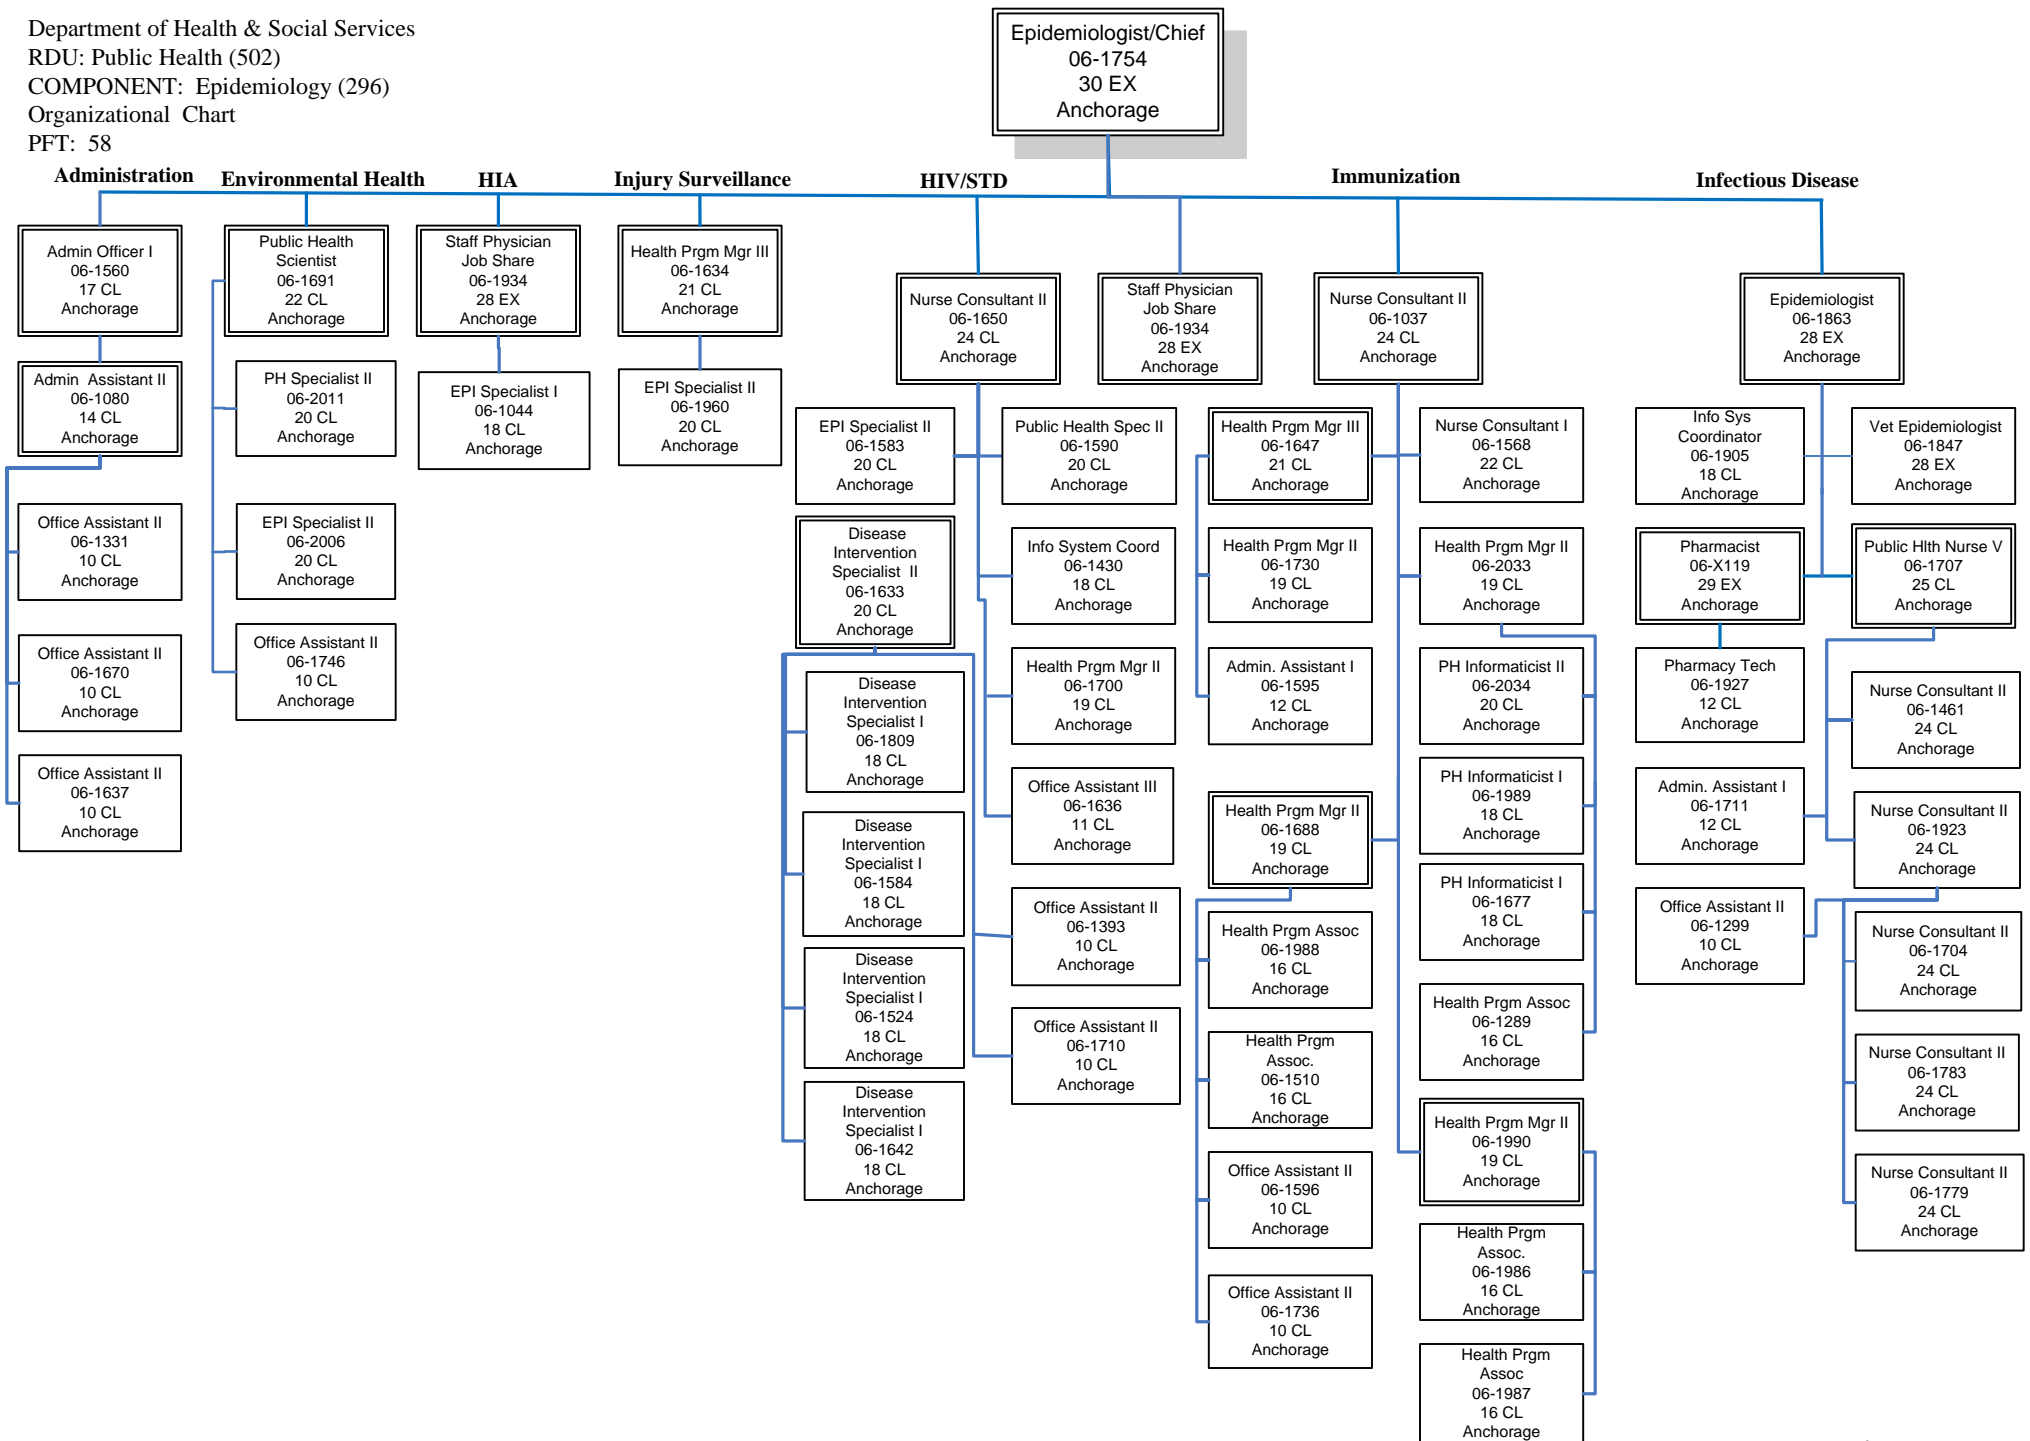 Department of Health & Social Services
RDU: Public Health (502)
COMPONENT:  Epidemiology (296)
Organizational  Chart
PFT:  58
Epidemiologist/Chief
06-1754
30 EX
Anchorage
Administration
Environmental Health
HIA
Injury Surveillance
HIV/STD
Immunization
Infectious Disease
Admin Officer I
06-1560
17 CL
Anchorage
Admin  Assistant II
06-1080
14 CL
Anchorage
Office Assistant II
06-1331
10 CL
Anchorage
Office Assistant II
06-1670
10 CL
Anchorage
Office Assistant II
06-1637
10 CL
Anchorage
Public Health
Scientist
06-1691
22 CL
Anchorage
PH Specialist II
06-2011
20 CL
Anchorage
EPI Specialist II
06-2006
20 CL
Anchorage
Office Assistant II
06-1746
10 CL
Anchorage
Staff Physician
Job Share
06-1934
28 EX
Anchorage
EPI Specialist I
06-1044
18 CL
Anchorage
Health Prgm Mgr III
06-1634
21 CL
Anchorage
EPI Specialist II
06-1960
20 CL
Anchorage
Nurse Consultant II
06-1650
24 CL
Anchorage
EPI Specialist II
06-1583
20 CL
Anchorage
Disease
Intervention
Specialist  II
06-1633
20 CL
Anchorage
Disease
Intervention
Specialist I
06-1809
18 CL
Anchorage
Disease
Intervention
Specialist I
06-1584
18 CL
Anchorage
Disease
Intervention
Specialist I
06-1524
18 CL
Anchorage
Disease
Intervention
Specialist I
06-1642
18 CL
Anchorage
Public Health Spec II
06-1590
20 CL
Anchorage
Info System Coord
06-1430
18 CL
Anchorage
Health Prgm Mgr II
06-1700
19 CL
Anchorage
Office Assistant III
06-1636
11 CL
Anchorage
Office Assistant II
06-1393
10 CL
Anchorage
Office Assistant II
06-1710
10 CL
Anchorage
Staff Physician
Job Share
06-1934
28 EX
Anchorage
Nurse Consultant II
06-1037
24 CL
Anchorage
Health Prgm Mgr III
06-1647
21 CL
Anchorage
Health Prgm Mgr II
06-1730
19 CL
Anchorage
Admin. Assistant I
06-1595
12 CL
Anchorage
Health Prgm Mgr II
06-1688
19 CL
Anchorage
Health Prgm Assoc
06-1988
16 CL
Anchorage
Health Prgm
Assoc.
06-1510
16 CL
Anchorage
Office Assistant II
06-1596
10 CL
Anchorage
Office Assistant II
06-1736
10 CL
Anchorage
Nurse Consultant I
06-1568
22 CL
Anchorage
Health Prgm Mgr II
06-2033
19 CL
Anchorage
PH Informaticist II
06-2034
20 CL
Anchorage
PH Informaticist I
06-1989
18 CL
Anchorage
PH Informaticist I
06-1677
18 CL
Anchorage
Health Prgm Assoc
06-1289
16 CL
Anchorage
Health Prgm Mgr II
06-1990
19 CL
Anchorage
Health Prgm
Assoc.
06-1986
16 CL
Anchorage
Health Prgm
Assoc
06-1987
16 CL
Anchorage
Epidemiologist
06-1863
28 EX
Anchorage
Info Sys
Coordinator
06-1905
18 CL
Anchorage
Pharmacist
06-X119
29 EX
Anchorage
Pharmacy Tech
06-1927
12 CL
Anchorage
Admin. Assistant I
06-1711
12 CL
Anchorage
Office Assistant II
06-1299
10 CL
Anchorage
Vet Epidemiologist
06-1847
28 EX
Anchorage
Public Hlth Nurse V
06-1707
25 CL
Anchorage
Nurse Consultant II
06-1461
24 CL
Anchorage
Nurse Consultant II
06-1923
24 CL
Anchorage
Nurse Consultant II
06-1704
24 CL
Anchorage
Nurse Consultant II
06-1783
24 CL
Anchorage
Nurse Consultant II
06-1779
24 CL
Anchorage